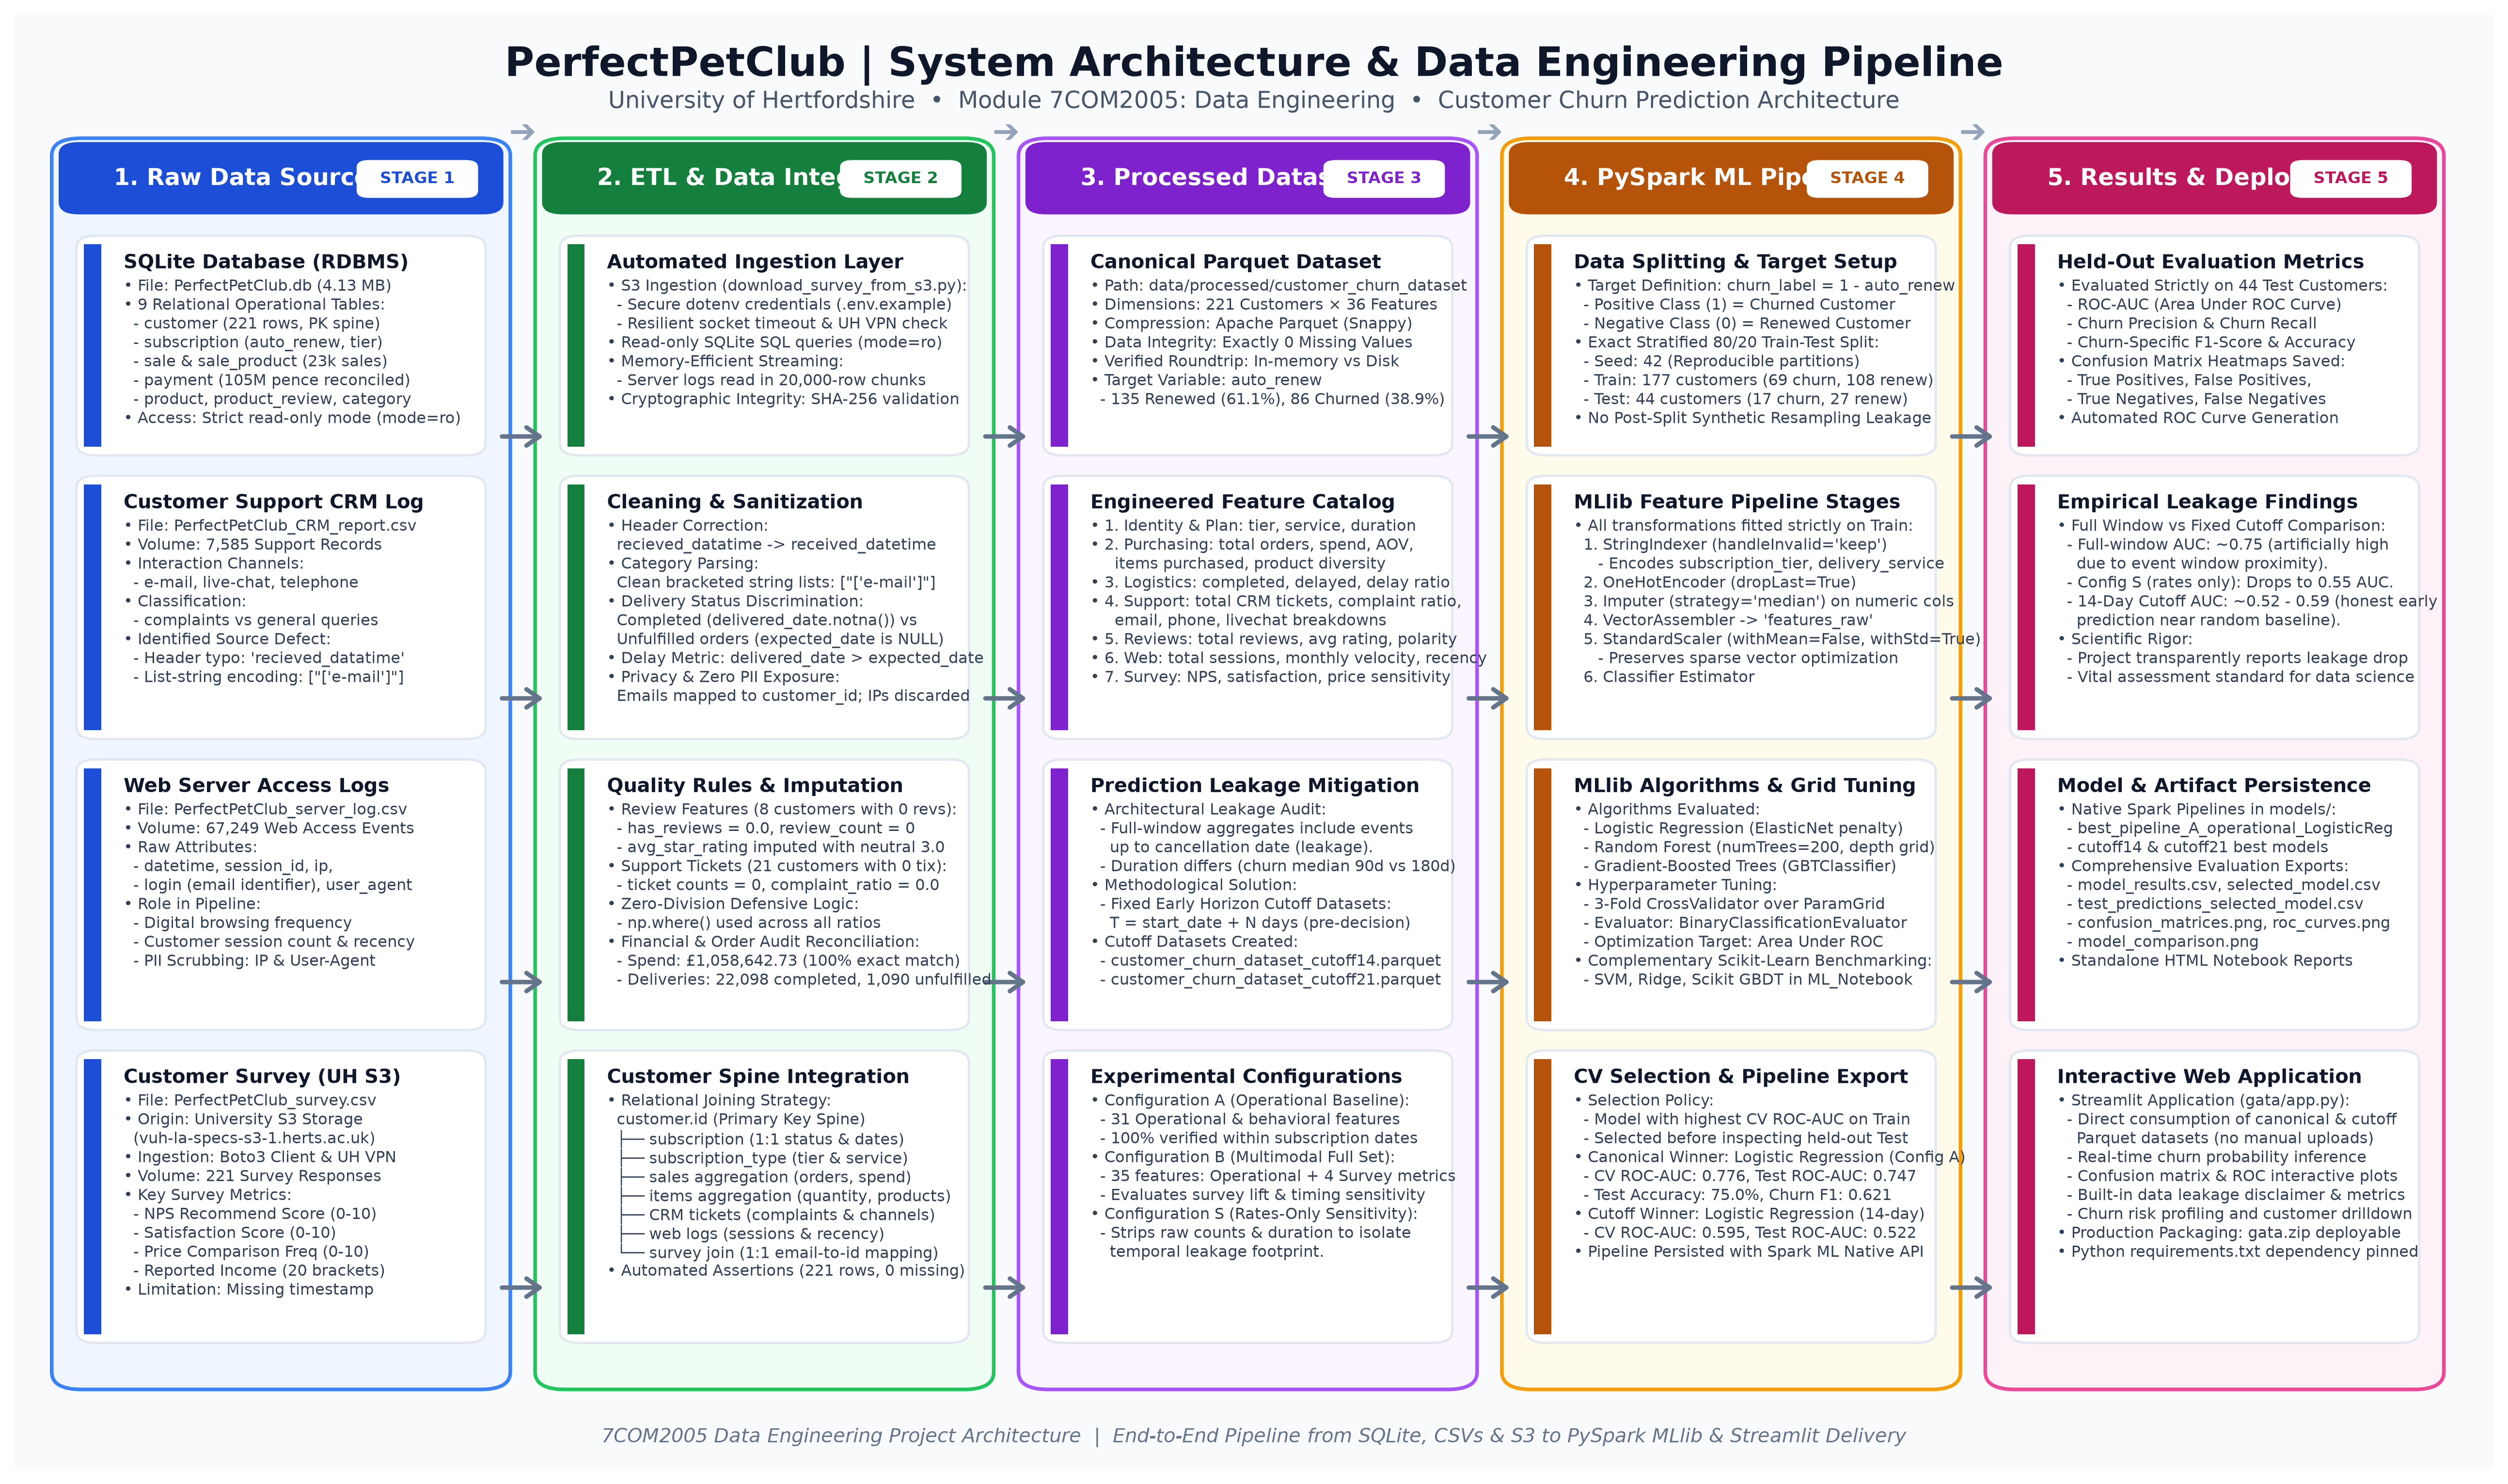 PerfectPetClub | System Architecture & Data Engineering Pipeline
University of Hertfordshire • Module 7COM2005: Data Engineering • Customer Churn Prediction Architecture
1. Raw Data Sourc
STAGE 1
SQLite Database (RDBMS)
• File: PerfectPetClub.db (4.13 MB)
• 9 Relational Operational Tables:
- customer (221 rows, PK spine)
- subscription (auto_renew, tier)
- sale & sale_product (23k sales)
- payment (105M pence reconciled)
- product, product_review, category
• Access: Strict read-only mode (mode=ro)
Customer Support CRM Log
• File: PerfectPetClub_CRM_report.csv
• Volume: 7,585 Support Records
• Interaction Channels:
- e-mail, live-chat, telephone
• Classification:
- complaints vs general queries
• Identified Source Defect:
- Header typo: 'recieved_datatime'
- List-string encoding: ["['e-mail']"]
Web Server Access Logs
• File: PerfectPetClub_server_log.csv
• Volume: 67,249 Web Access Events
• Raw Attributes:
- datetime, session_id, ip,
- login (email identifier), user_agent
• Role in Pipeline:
- Digital browsing frequency
- Customer session count & recency
- PII Scrubbing: IP & User-Agent
Customer Survey (UH S3)
• File: PerfectPetClub_survey.csv
• Origin: University S3 Storage
(vuh-la-specs-s3-1.herts.ac.uk)
• Ingestion: Boto3 Client & UH VPN
• Volume: 221 Survey Responses
• Key Survey Metrics:
- NPS Recommend Score (0-10)
- Satisfaction Score (0-10)
- Price Comparison Freq (0-10)
- Reported Income (20 brackets)
• Limitation: Missing timestamp
2. ETL & Data Integ
STAGE 2
Automated Ingestion Layer
• S3 Ingestion (download_survey_from_s3.py):
- Secure dotenv credentials (.env.example)
- Resilient socket timeout & UH VPN check
• Read-only SQLite SQL queries (mode=ro)
• Memory-Efficient Streaming:
- Server logs read in 20,000-row chunks
• Cryptographic Integrity: SHA-256 validation
Cleaning & Sanitization
• Header Correction:
recieved_datatime -> received_datetime
• Category Parsing:
Clean bracketed string lists: ["['e-mail']"]
• Delivery Status Discrimination:
Completed (delivered_date.notna()) vs
Unfulfilled orders (expected_date is NULL)
• Delay Metric: delivered_date > expected_date
• Privacy & Zero PII Exposure:
Emails mapped to customer_id; IPs discarded
Quality Rules & Imputation
• Review Features (8 customers with 0 revs):
- has_reviews = 0.0, review_count = 0
- avg_star_rating imputed with neutral 3.0
• Support Tickets (21 customers with 0 tix):
- ticket counts = 0, complaint_ratio = 0.0
• Zero-Division Defensive Logic:
- np.where() used across all ratios
• Financial & Order Audit Reconciliation:
- Spend: £1,058,642.73 (100% exact match)
- Deliveries: 22,098 completed, 1,090 unfulfilled
Customer Spine Integration
• Relational Joining Strategy:
customer.id (Primary Key Spine)
├── subscription (1:1 status & dates)
├── subscription_type (tier & service)
├── sales aggregation (orders, spend)
├── items aggregation (quantity, products)
├── CRM tickets (complaints & channels)
├── web logs (sessions & recency)
└── survey join (1:1 email-to-id mapping)
• Automated Assertions (221 rows, 0 missing)
3. Processed Datas
STAGE 3
Canonical Parquet Dataset
• Path: data/processed/customer_churn_dataset
• Dimensions: 221 Customers × 36 Features
• Compression: Apache Parquet (Snappy)
• Data Integrity: Exactly 0 Missing Values
• Verified Roundtrip: In-memory vs Disk
• Target Variable: auto_renew
- 135 Renewed (61.1%), 86 Churned (38.9%)
Engineered Feature Catalog
• 1. Identity & Plan: tier, service, duration
• 2. Purchasing: total orders, spend, AOV,
items purchased, product diversity
• 3. Logistics: completed, delayed, delay ratio
• 4. Support: total CRM tickets, complaint ratio,
email, phone, livechat breakdowns
• 5. Reviews: total reviews, avg rating, polarity
• 6. Web: total sessions, monthly velocity, recency
• 7. Survey: NPS, satisfaction, price sensitivity
Prediction Leakage Mitigation
• Architectural Leakage Audit:
- Full-window aggregates include events
up to cancellation date (leakage).
- Duration differs (churn median 90d vs 180d)
• Methodological Solution:
- Fixed Early Horizon Cutoff Datasets:
T = start_date + N days (pre-decision)
• Cutoff Datasets Created:
- customer_churn_dataset_cutoff14.parquet
- customer_churn_dataset_cutoff21.parquet
Experimental Configurations
• Configuration A (Operational Baseline):
- 31 Operational & behavioral features
- 100% verified within subscription dates
• Configuration B (Multimodal Full Set):
- 35 features: Operational + 4 Survey metrics
- Evaluates survey lift & timing sensitivity
• Configuration S (Rates-Only Sensitivity):
- Strips raw counts & duration to isolate
temporal leakage footprint.
4. PySpark ML Pipe
STAGE 4
Data Splitting & Target Setup
• Target Definition: churn_label = 1 - auto_renew
- Positive Class (1) = Churned Customer
- Negative Class (0) = Renewed Customer
• Exact Stratified 80/20 Train-Test Split:
- Seed: 42 (Reproducible partitions)
- Train: 177 customers (69 churn, 108 renew)
- Test: 44 customers (17 churn, 27 renew)
• No Post-Split Synthetic Resampling Leakage
MLlib Feature Pipeline Stages
• All transformations fitted strictly on Train:
1. StringIndexer (handleInvalid='keep')
- Encodes subscription_tier, delivery_service
2. OneHotEncoder (dropLast=True)
3. Imputer (strategy='median') on numeric cols
4. VectorAssembler -> 'features_raw'
5. StandardScaler (withMean=False, withStd=True)
- Preserves sparse vector optimization
6. Classifier Estimator
MLlib Algorithms & Grid Tuning
• Algorithms Evaluated:
- Logistic Regression (ElasticNet penalty)
- Random Forest (numTrees=200, depth grid)
- Gradient-Boosted Trees (GBTClassifier)
• Hyperparameter Tuning:
- 3-Fold CrossValidator over ParamGrid
- Evaluator: BinaryClassificationEvaluator
- Optimization Target: Area Under ROC
• Complementary Scikit-Learn Benchmarking:
- SVM, Ridge, Scikit GBDT in ML_Notebook
CV Selection & Pipeline Export
• Selection Policy:
- Model with highest CV ROC-AUC on Train
- Selected before inspecting held-out Test
• Canonical Winner: Logistic Regression (Config A)
- CV ROC-AUC: 0.776, Test ROC-AUC: 0.747
- Test Accuracy: 75.0%, Churn F1: 0.621
• Cutoff Winner: Logistic Regression (14-day)
- CV ROC-AUC: 0.595, Test ROC-AUC: 0.522
• Pipeline Persisted with Spark ML Native API
5. Results & Deplo
STAGE 5
Held-Out Evaluation Metrics
• Evaluated Strictly on 44 Test Customers:
- ROC-AUC (Area Under ROC Curve)
- Churn Precision & Churn Recall
- Churn-Specific F1-Score & Accuracy
• Confusion Matrix Heatmaps Saved:
- True Positives, False Positives,
- True Negatives, False Negatives
• Automated ROC Curve Generation
Empirical Leakage Findings
• Full Window vs Fixed Cutoff Comparison:
- Full-window AUC: ~0.75 (artificially high
due to event window proximity).
- Config S (rates only): Drops to 0.55 AUC.
- 14-Day Cutoff AUC: ~0.52 - 0.59 (honest early
prediction near random baseline).
• Scientific Rigor:
- Project transparently reports leakage drop
- Vital assessment standard for data science
Model & Artifact Persistence
• Native Spark Pipelines in models/:
- best_pipeline_A_operational_LogisticReg
- cutoff14 & cutoff21 best models
• Comprehensive Evaluation Exports:
- model_results.csv, selected_model.csv
- test_predictions_selected_model.csv
- confusion_matrices.png, roc_curves.png
- model_comparison.png
• Standalone HTML Notebook Reports
Interactive Web Application
• Streamlit Application (gata/app.py):
- Direct consumption of canonical & cutoff
Parquet datasets (no manual uploads)
- Real-time churn probability inference
- Confusion matrix & ROC interactive plots
- Built-in data leakage disclaimer & metrics
- Churn risk profiling and customer drilldown
• Production Packaging: gata.zip deployable
• Python requirements.txt dependency pinned
7COM2005 Data Engineering Project Architecture | End-to-End Pipeline from SQLite, CSVs & S3 to PySpark MLlib & Streamlit Delivery